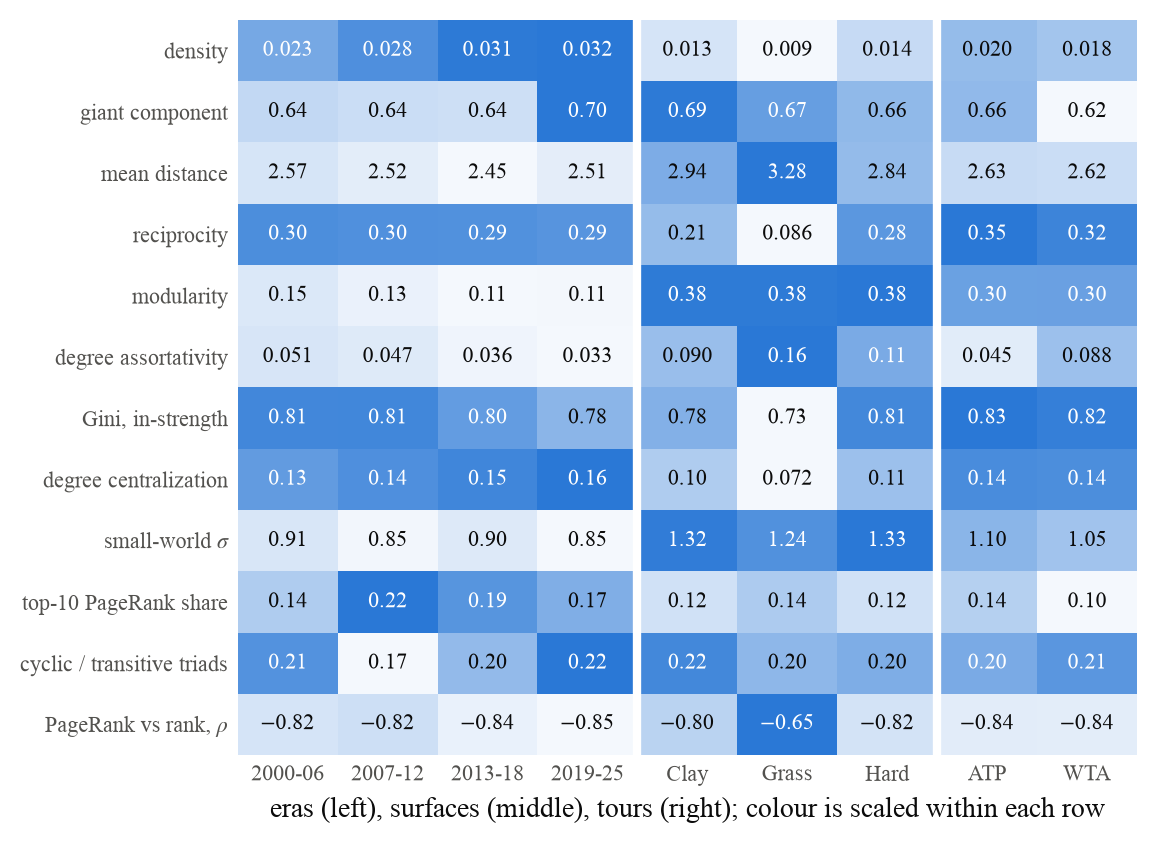 density 0.023 0.028 0.031 0.032 0.013 0.009 0.014 0.020 0.018
giant component 0.64 0.64 0.64 0.70 0.69 0.67 0.66 0.66 0.62
mean distance 2.57 2.52 2.45 2.51 2.94 3.28 2.84 2.63 2.62
reciprocity 0.30 0.30 0.29 0.29 0.21 0.086 0.28 0.35 0.32
modularity 0.15 0.13 0.11 0.11 0.38 0.38 0.38 0.30 0.30
degree assortativity 0.051 0.047 0.036 0.033 0.090 0.16 0.11 0.045 0.088
Gini, in-strength 0.81 0.81 0.80 0.78 0.78 0.73 0.81 0.83 0.82
degree centralization 0.13 0.14 0.15 0.16 0.10 0.072 0.11 0.14 0.14
small-world σ 0.91 0.85 0.90 0.85 1.32 1.24 1.33 1.10 1.05
top-10 PageRank share 0.14 0.22 0.19 0.17 0.12 0.14 0.12 0.14 0.10
cyclic / transitive triads 0.21 0.17 0.20 0.22 0.22 0.20 0.20 0.20 0.21
PageRank vs rank, ρ −0.82 −0.82 −0.84 −0.85 −0.80 −0.65 −0.82 −0.84 −0.84
2000-06 2007-12 2013-18 2019-25 Clay Grass Hard ATP WTA
eras (left), surfaces (middle), tours (right); colour is scaled within each row